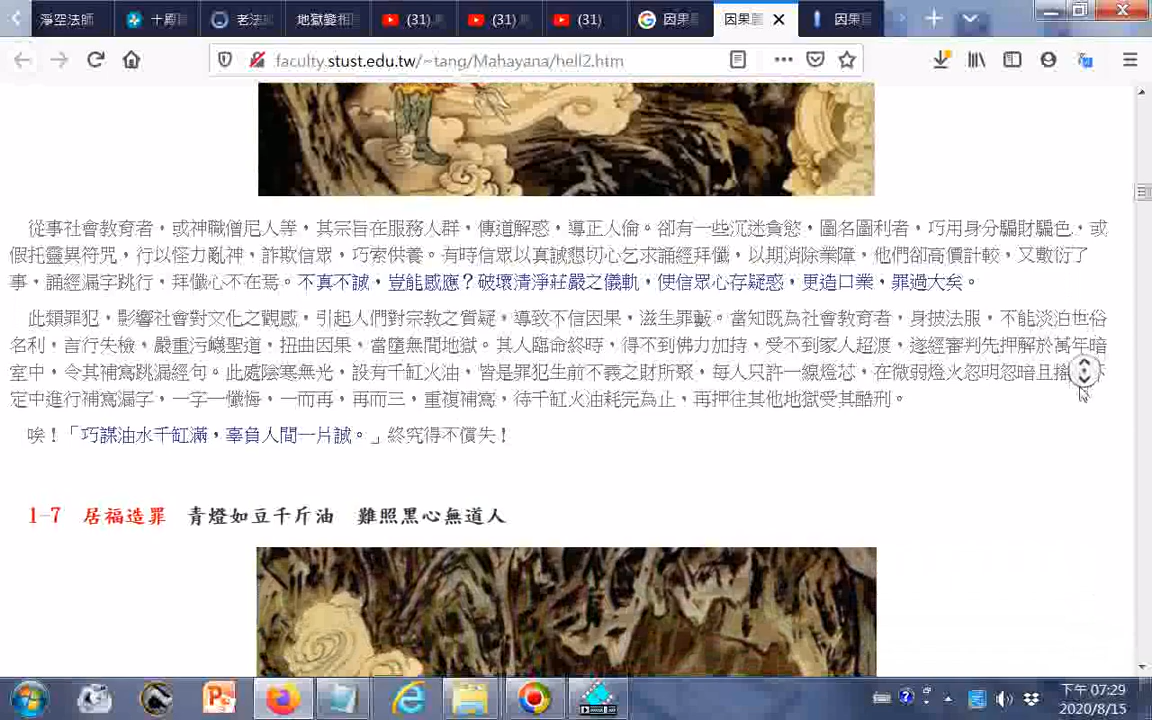 淨空法師
十殿
老法
地獄變相
(31)
(31)
(31)
因果
因果
因果
faculty.stust.edu.tw/~tang/Mahayana/hell2.htm
從事社會教育者，或神職僧尼人等，其宗旨在服務人群，傳道解惑，導正人倫。卻有一些沉迷貪慾，圖名圖利者，巧用身分騙財騙色，或
假托靈異符咒，行以怪力亂神，詐欺信眾，巧索供養。有時信眾以真誠懇切心乞求誦經拜懺，以期消除業障，他們卻高價計較，又敷衍了
事，誦經漏字跳行，拜懺心不在焉。不真不誠，豈能感應？破壞清淨莊嚴之儀軌，使信眾心存疑惑，更造口業，罪過大矣。
此類罪犯，影響社會對文化之觀感，引起人們對宗教之質疑，導致不信因果，滋生罪藪。當知既為社會教育者，身披法服，不能淡泊世俗
名利，言行失檢，嚴重污衊聖道，扭曲因果，當墮無間地獄。其人臨命終時，得不到佛力加持，受不到家人超渡，遂經審判先押解於萬年暗
室中，令其補寫跳漏經句。此處陰寒無光，設有千缸火油，皆是罪犯生前不義之財所聚，每人只許一線燈芯，在微弱燈火忽明忽暗且搖
定中進行補寫漏字，一字一懺悔，一而再，再而三，重複補寫，待千缸火油耗完為止，再押往其他地獄受其酷刑。
唉！「巧謀油水千缸滿，辜負人間一片誠。」終究得不償失！
1-7 居福造罪 青燈如豆千斤油 難照黑心無道人
下午 07:29
2020/8/15